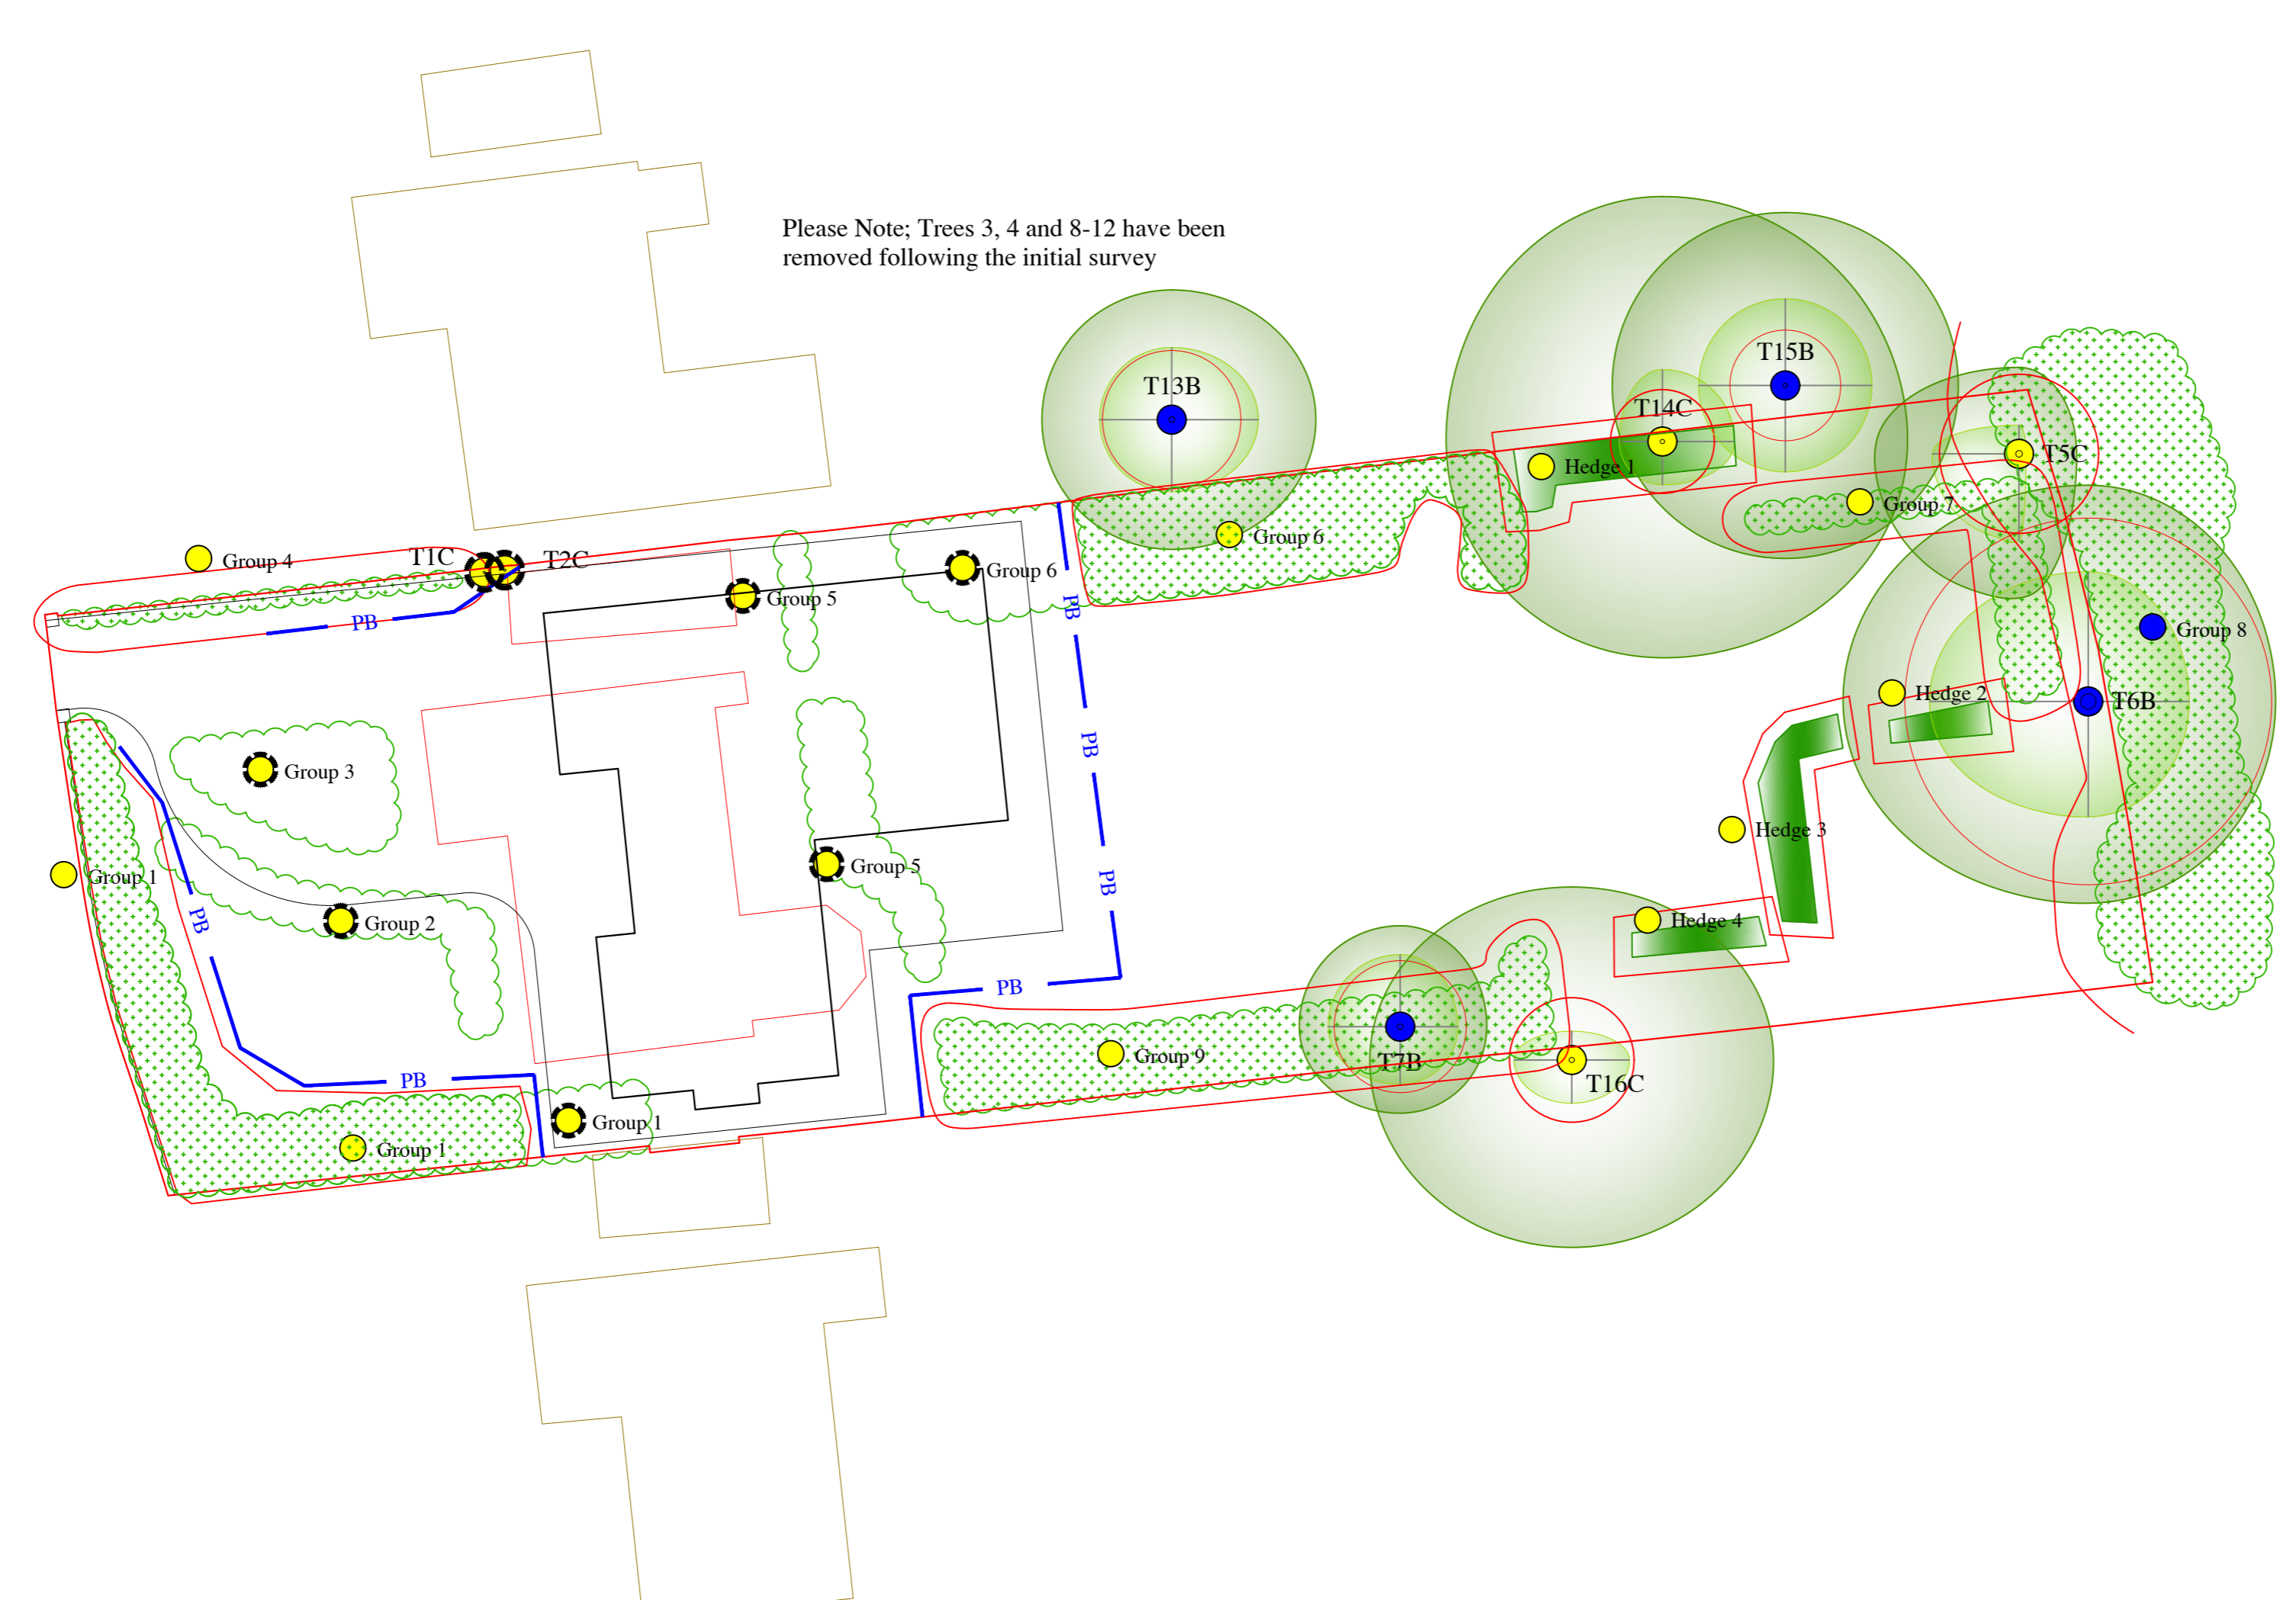 Please Note; Trees 3, 4 and 8-12 have been
removed following the initial survey
T15B
T13B
T14C
T5C
Hedge 1
Group 7
Group 6
T1C
T2C
Group 4
Group 6
Group 5
PB
PB
Group 8
Hedge 2
T6B
PB
Group 3
Hedge 3
Group 5
Group 1
PB
Group 2
PB
Hedge 4
PB
Group 9
T7B
T16C
PB
Group 1
Group 1